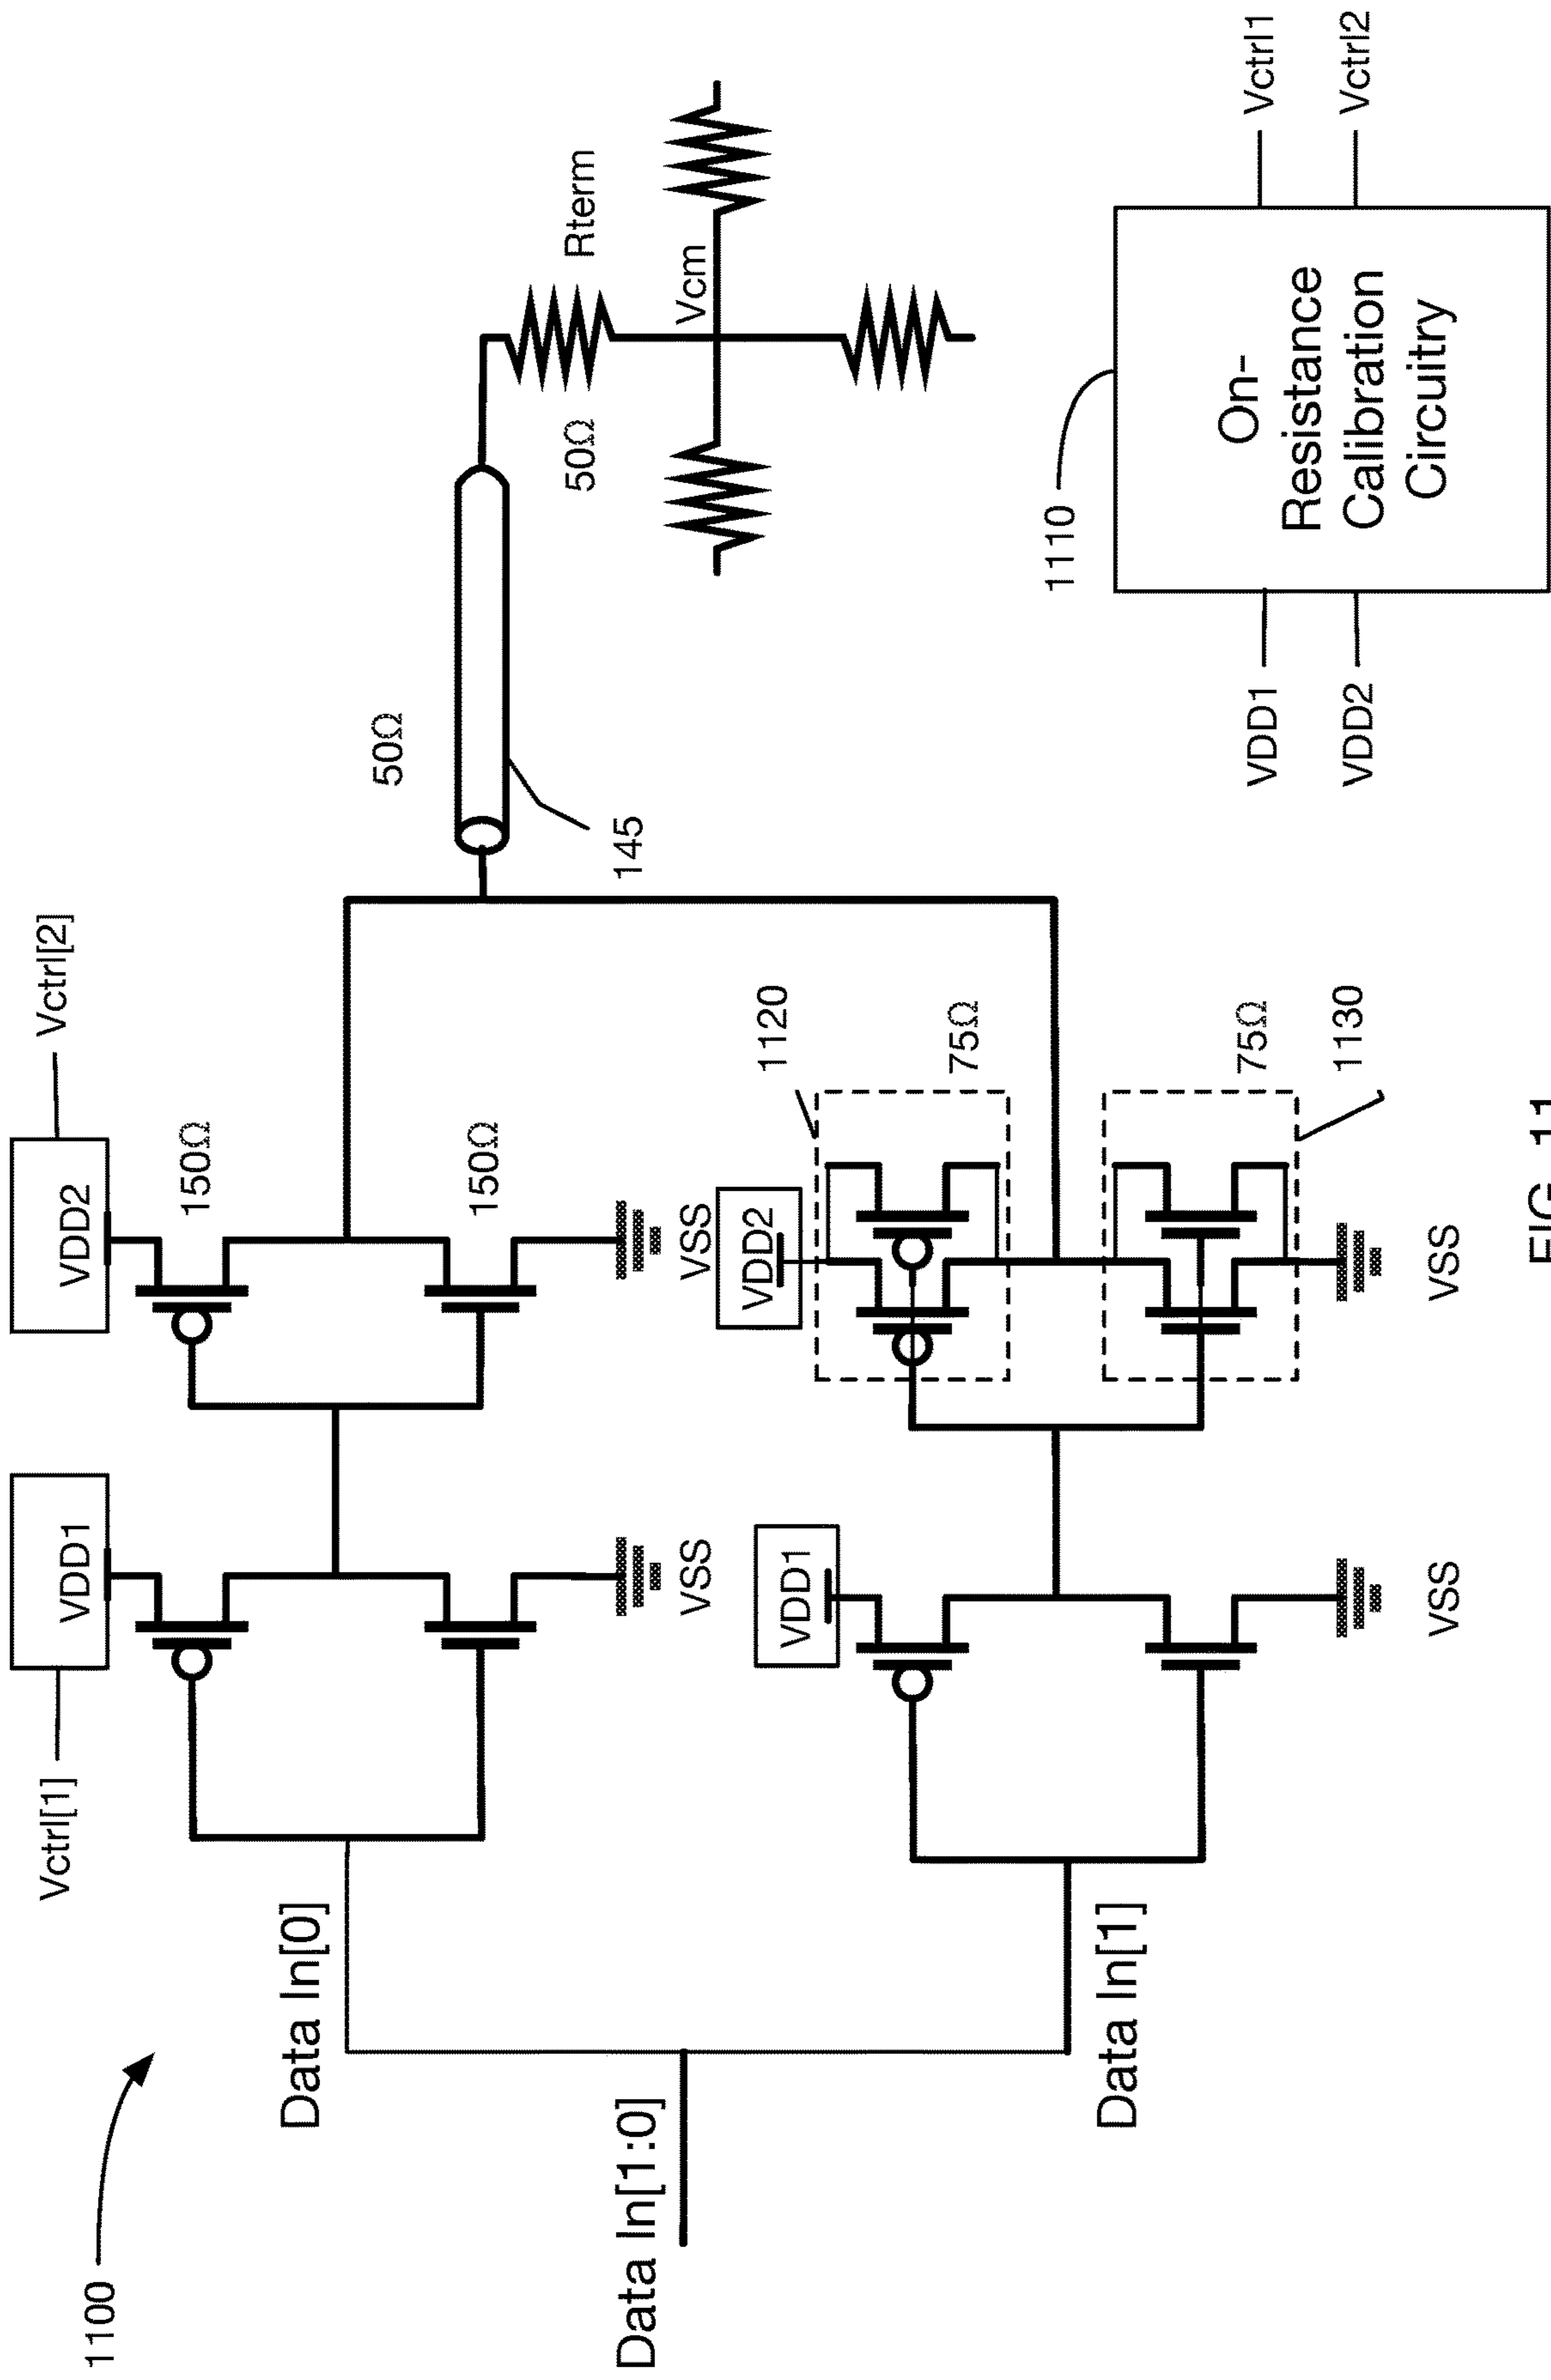 1100
Vctrl[1]
Vctrl[2]
VDD1
VDD2
150Ω
150Ω
Data In[0]
VSS
VSS
Data In[1:0]
Data In[1]
VDD1
VDD2
1120
75Ω
75Ω
1130
VSS
VSS
50Ω
145
50Ω
Rterm
Vcm
1110
VDD1
VDD2
On-
Resistance
Calibration
Circuitry
Vctrl1
Vctrl2
FIG. 11